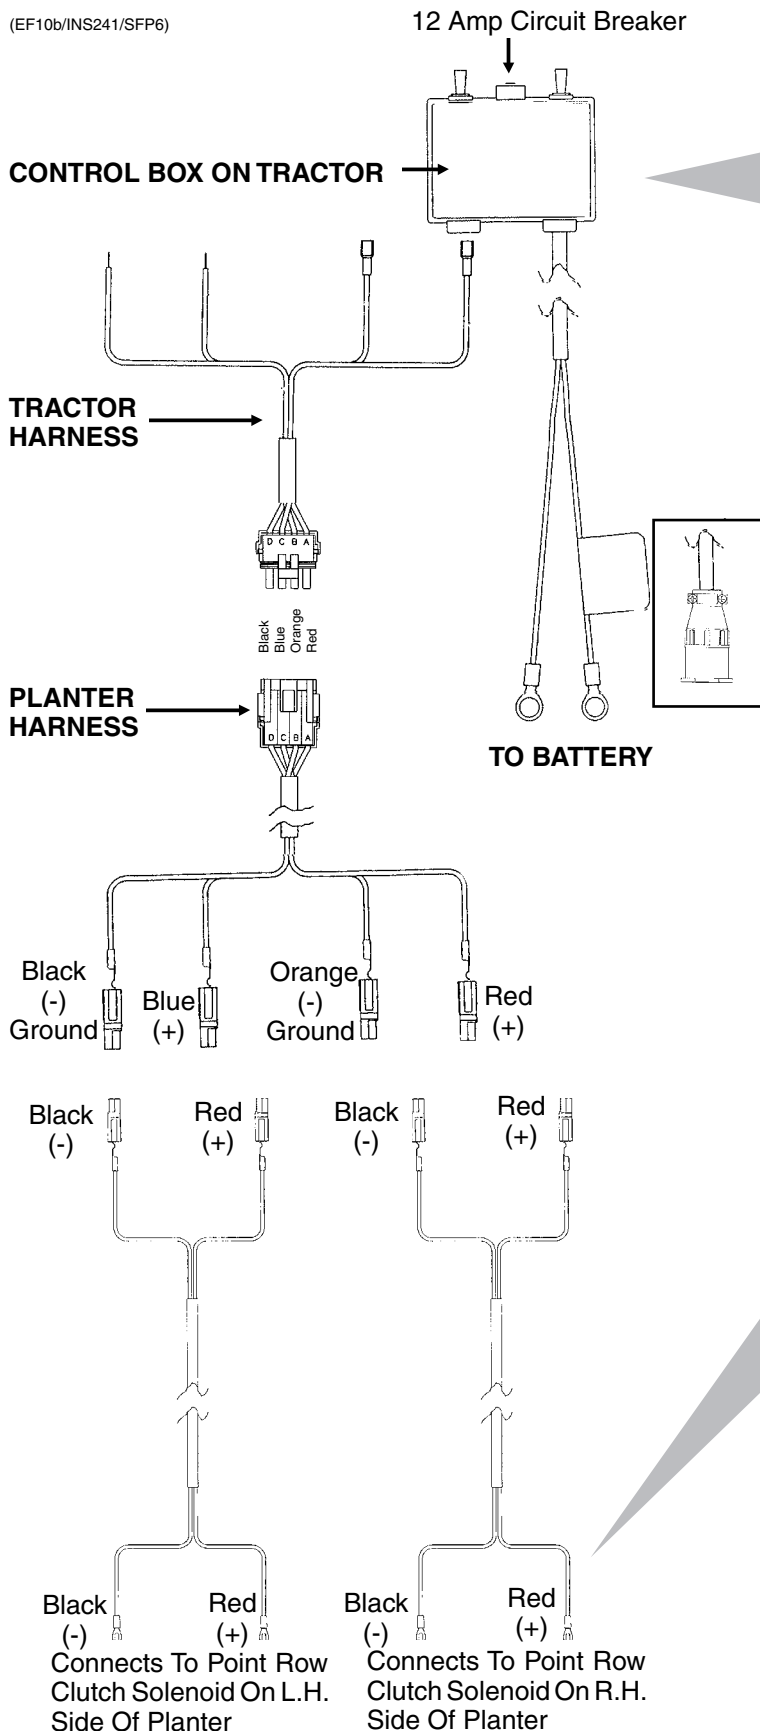 (EF10b/INS241/SFP6)
12 Amp Circuit Breaker
CONTROL BOX ON TRACTOR
TRACTOR
HARNESS
D C B A
Black
Blue
Orange
Red
PLANTER
HARNESS
D C B A
TO BATTERY
Black
(-)
Ground
Blue
(+)
Orange
(-)
Ground
Red
(+)
Black
(-)
Red
(+)
Black
(-)
Red
(+)
Black
(-)
Red
(+)
Connects To Point Row
Clutch Solenoid On L.H.
Side Of Planter
Black
(-)
Red
(+)
Connects To Point Row
Clutch Solenoid On R.H.
Side Of Planter